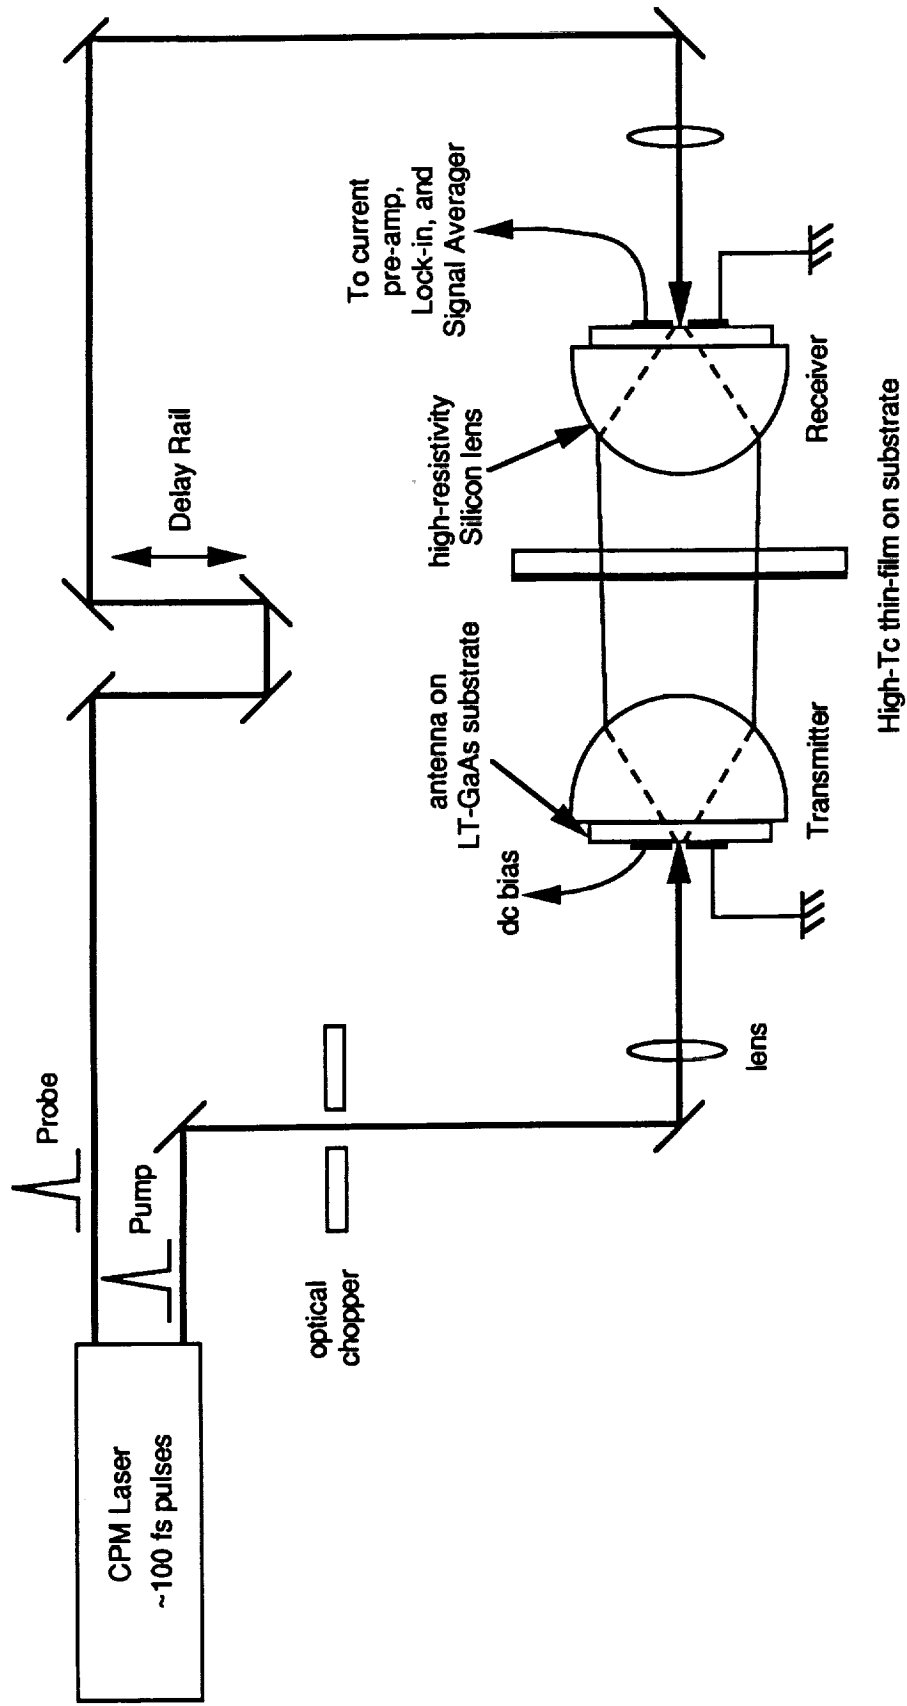 CPM Laser
~100 fs pulses
Probe
Pump
optical
chopper
Delay Rail
To current
pre-amp,
Lock-in, and
Signal Averager
high-resistivity
Silicon lens
antenna on
LT-GaAs substrate
dc bias
lens
Transmitter
Receiver
High-Tc thin-film on substrate